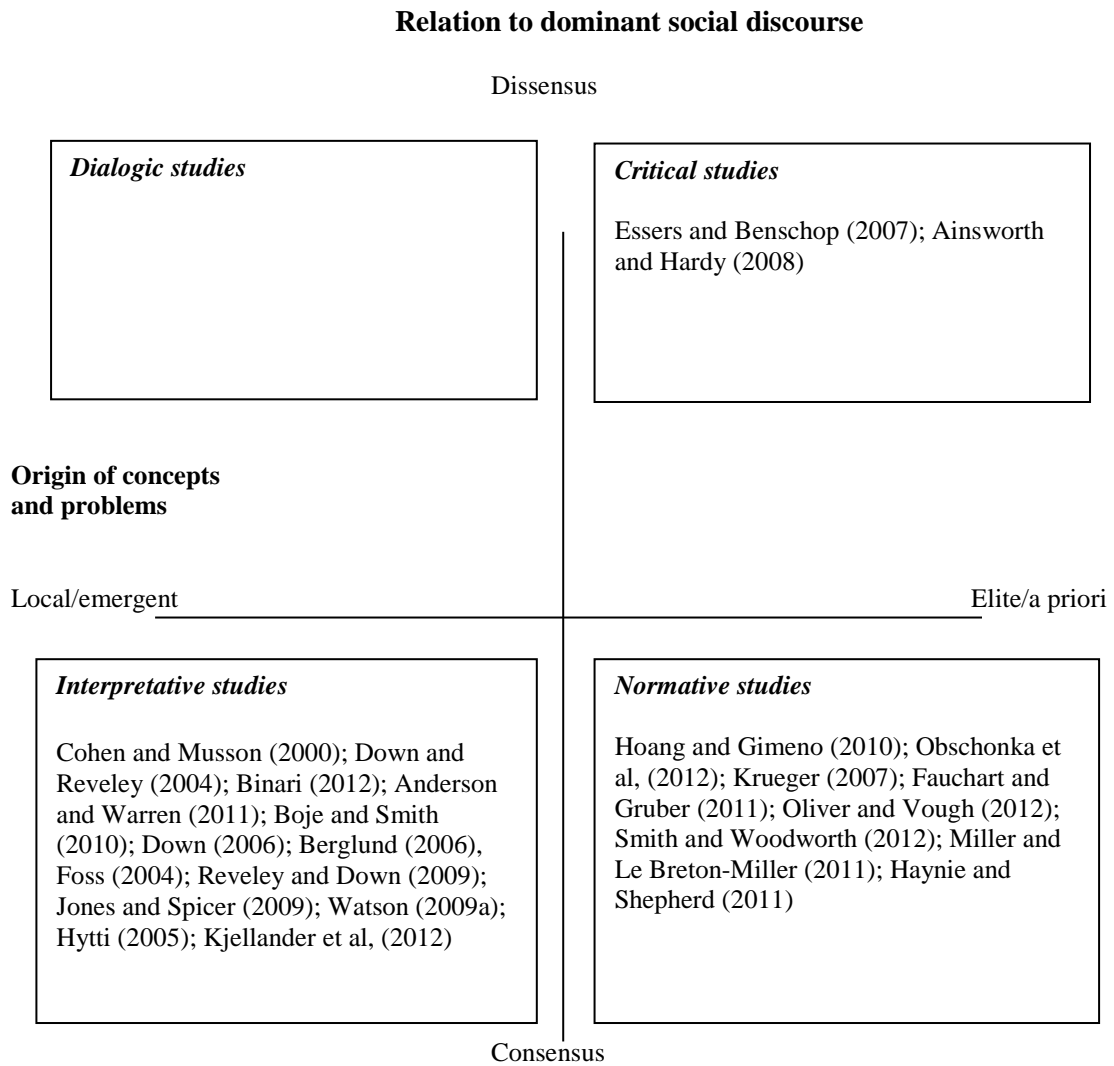 Relation to dominant social discourse
Dissensus
Dialogic studies
Critical studies
Essers and Benschop (2007); Ainsworth
and Hardy (2008)
Origin of concepts
and problems
Local/emergent
Elite/a priori
Interpretative studies
Cohen and Musson (2000); Down and
Reveley (2004); Binari (2012); Anderson
and Warren (2011); Boje and Smith
(2010); Down (2006); Berglund (2006),
Foss (2004); Reveley and Down (2009);
Jones and Spicer (2009); Watson (2009a);
Hytti (2005); Kjellander et al, (2012)
Normative studies
Hoang and Gimeno (2010); Obschonka et
al, (2012); Krueger (2007); Fauchart and
Gruber (2011); Oliver and Vough (2012);
Smith and Woodworth (2012); Miller and
Le Breton-Miller (2011); Haynie and
Shepherd (2011)
Consensus